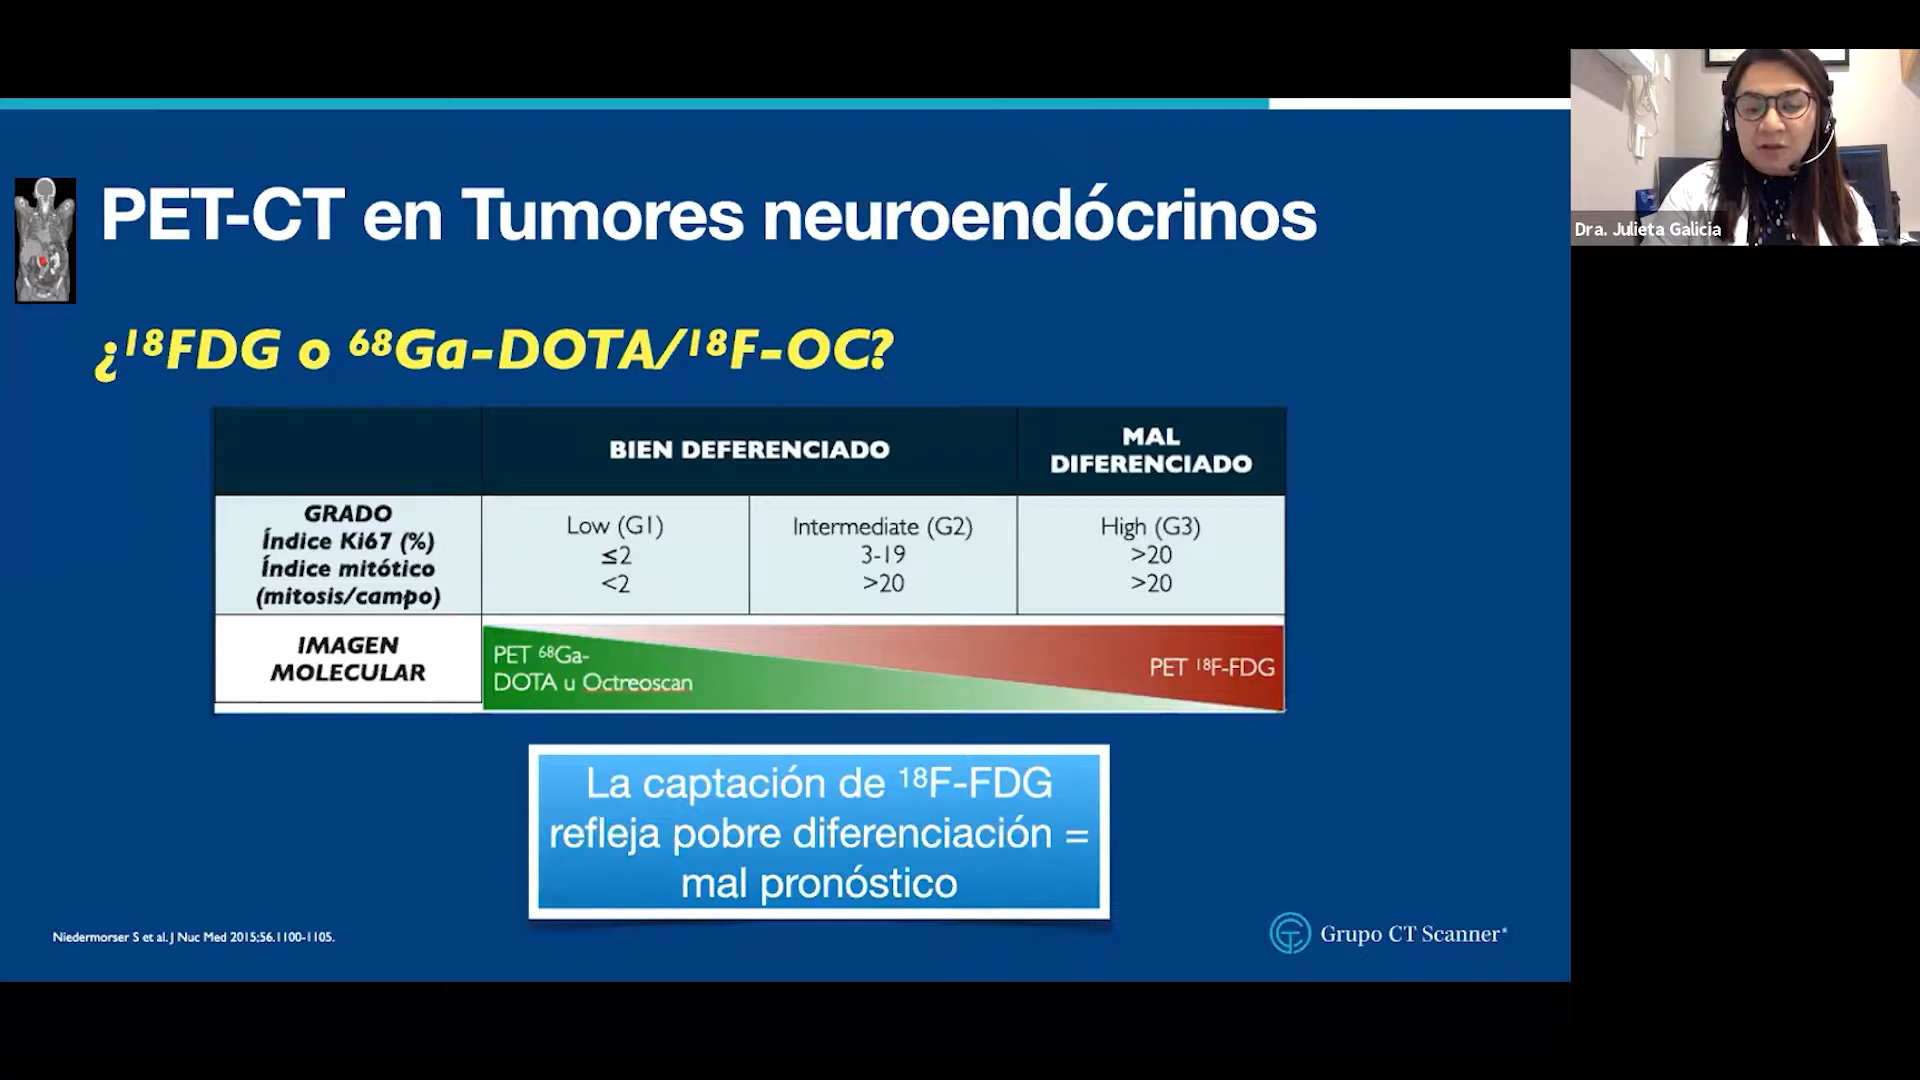 PET-CT en Tumores neuroendócrinos
Dra. Julieta Galicia
¿¹⁸FDG o ⁶⁸Ga-DOTA/¹⁸F-OC?
BIEN DEFERENCIADO
MAL
DIFERENCIADO
GRADO
Índice Ki67 (%)
Índice mitótico
(mitosis/campo)
Low (G1)
≤2
<2
Intermediate (G2)
3-19
>20
High (G3)
>20
>20
IMAGEN
MOLECULAR
PET ⁶⁸Ga-
DOTA u Octreoscan
PET ¹⁸F-FDG
La captación de ¹⁸F-FDG
refleja pobre diferenciación =
mal pronóstico
Niedermorser S et al. J Nuc Med 2015;56.1100-1105.
Grupo CT Scanner*